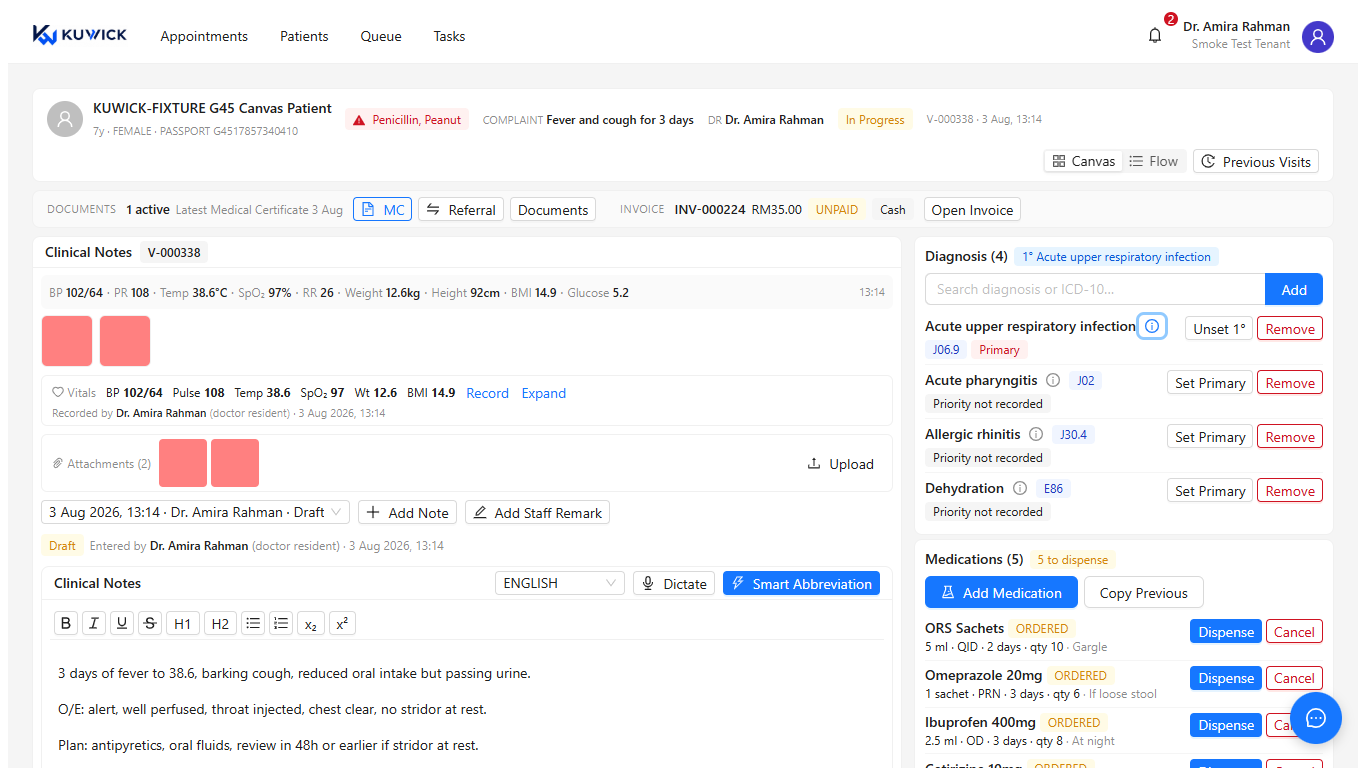 KUWICK
Appointments
Patients
Queue
Tasks
2
Dr. Amira Rahman
Smoke Test Tenant
KUWICK-FIXTURE G45 Canvas Patient
7y · FEMALE · PASSPORT G4517857340410
Penicillin, Peanut
COMPLAINT Fever and cough for 3 days
DR Dr. Amira Rahman
In Progress
V-000338 · 3 Aug, 13:14
Canvas
Flow
Previous Visits
DOCUMENTS 1 active Latest Medical Certificate 3 Aug
MC
Referral
Documents
INVOICE INV-000224 RM35.00 UNPAID Cash
Open Invoice
Clinical Notes V-000338
BP 102/64 · PR 108 · Temp 38.6°C · SpO₂ 97% · RR 26 · Weight 12.6kg · Height 92cm · BMI 14.9 · Glucose 5.2
13:14
Vitals BP 102/64 Pulse 108 Temp 38.6 SpO₂ 97 Wt 12.6 BMI 14.9 Record Expand
Recorded by Dr. Amira Rahman (doctor resident) · 3 Aug 2026, 13:14
Attachments (2)
Upload
3 Aug 2026, 13:14 · Dr. Amira Rahman · Draft
Add Note
Add Staff Remark
Draft Entered by Dr. Amira Rahman (doctor resident) · 3 Aug 2026, 13:14
Clinical Notes
ENGLISH
Dictate
Smart Abbreviation
B I U S H1 H2 x₂ x²
3 days of fever to 38.6, barking cough, reduced oral intake but passing urine.
O/E: alert, well perfused, throat injected, chest clear, no stridor at rest.
Plan: antipyretics, oral fluids, review in 48h or earlier if stridor at rest.
Diagnosis (4) 1° Acute upper respiratory infection
Search diagnosis or ICD-10...
Add
Acute upper respiratory infection
Unset 1° Remove
J06.9 Primary
Acute pharyngitis J02
Set Primary Remove
Priority not recorded
Allergic rhinitis J30.4
Set Primary Remove
Priority not recorded
Dehydration E86
Set Primary Remove
Priority not recorded
Medications (5) 5 to dispense
Add Medication
Copy Previous
ORS Sachets ORDERED
Dispense Cancel
5 ml · QID · 2 days · qty 10 · Gargle
Omeprazole 20mg ORDERED
Dispense Cancel
1 sachet · PRN · 3 days · qty 6 · If loose stool
Ibuprofen 400mg ORDERED
Dispense
2.5 ml · OD · 3 days · qty 8 · At night
Cetirizine 10mg ORDERED